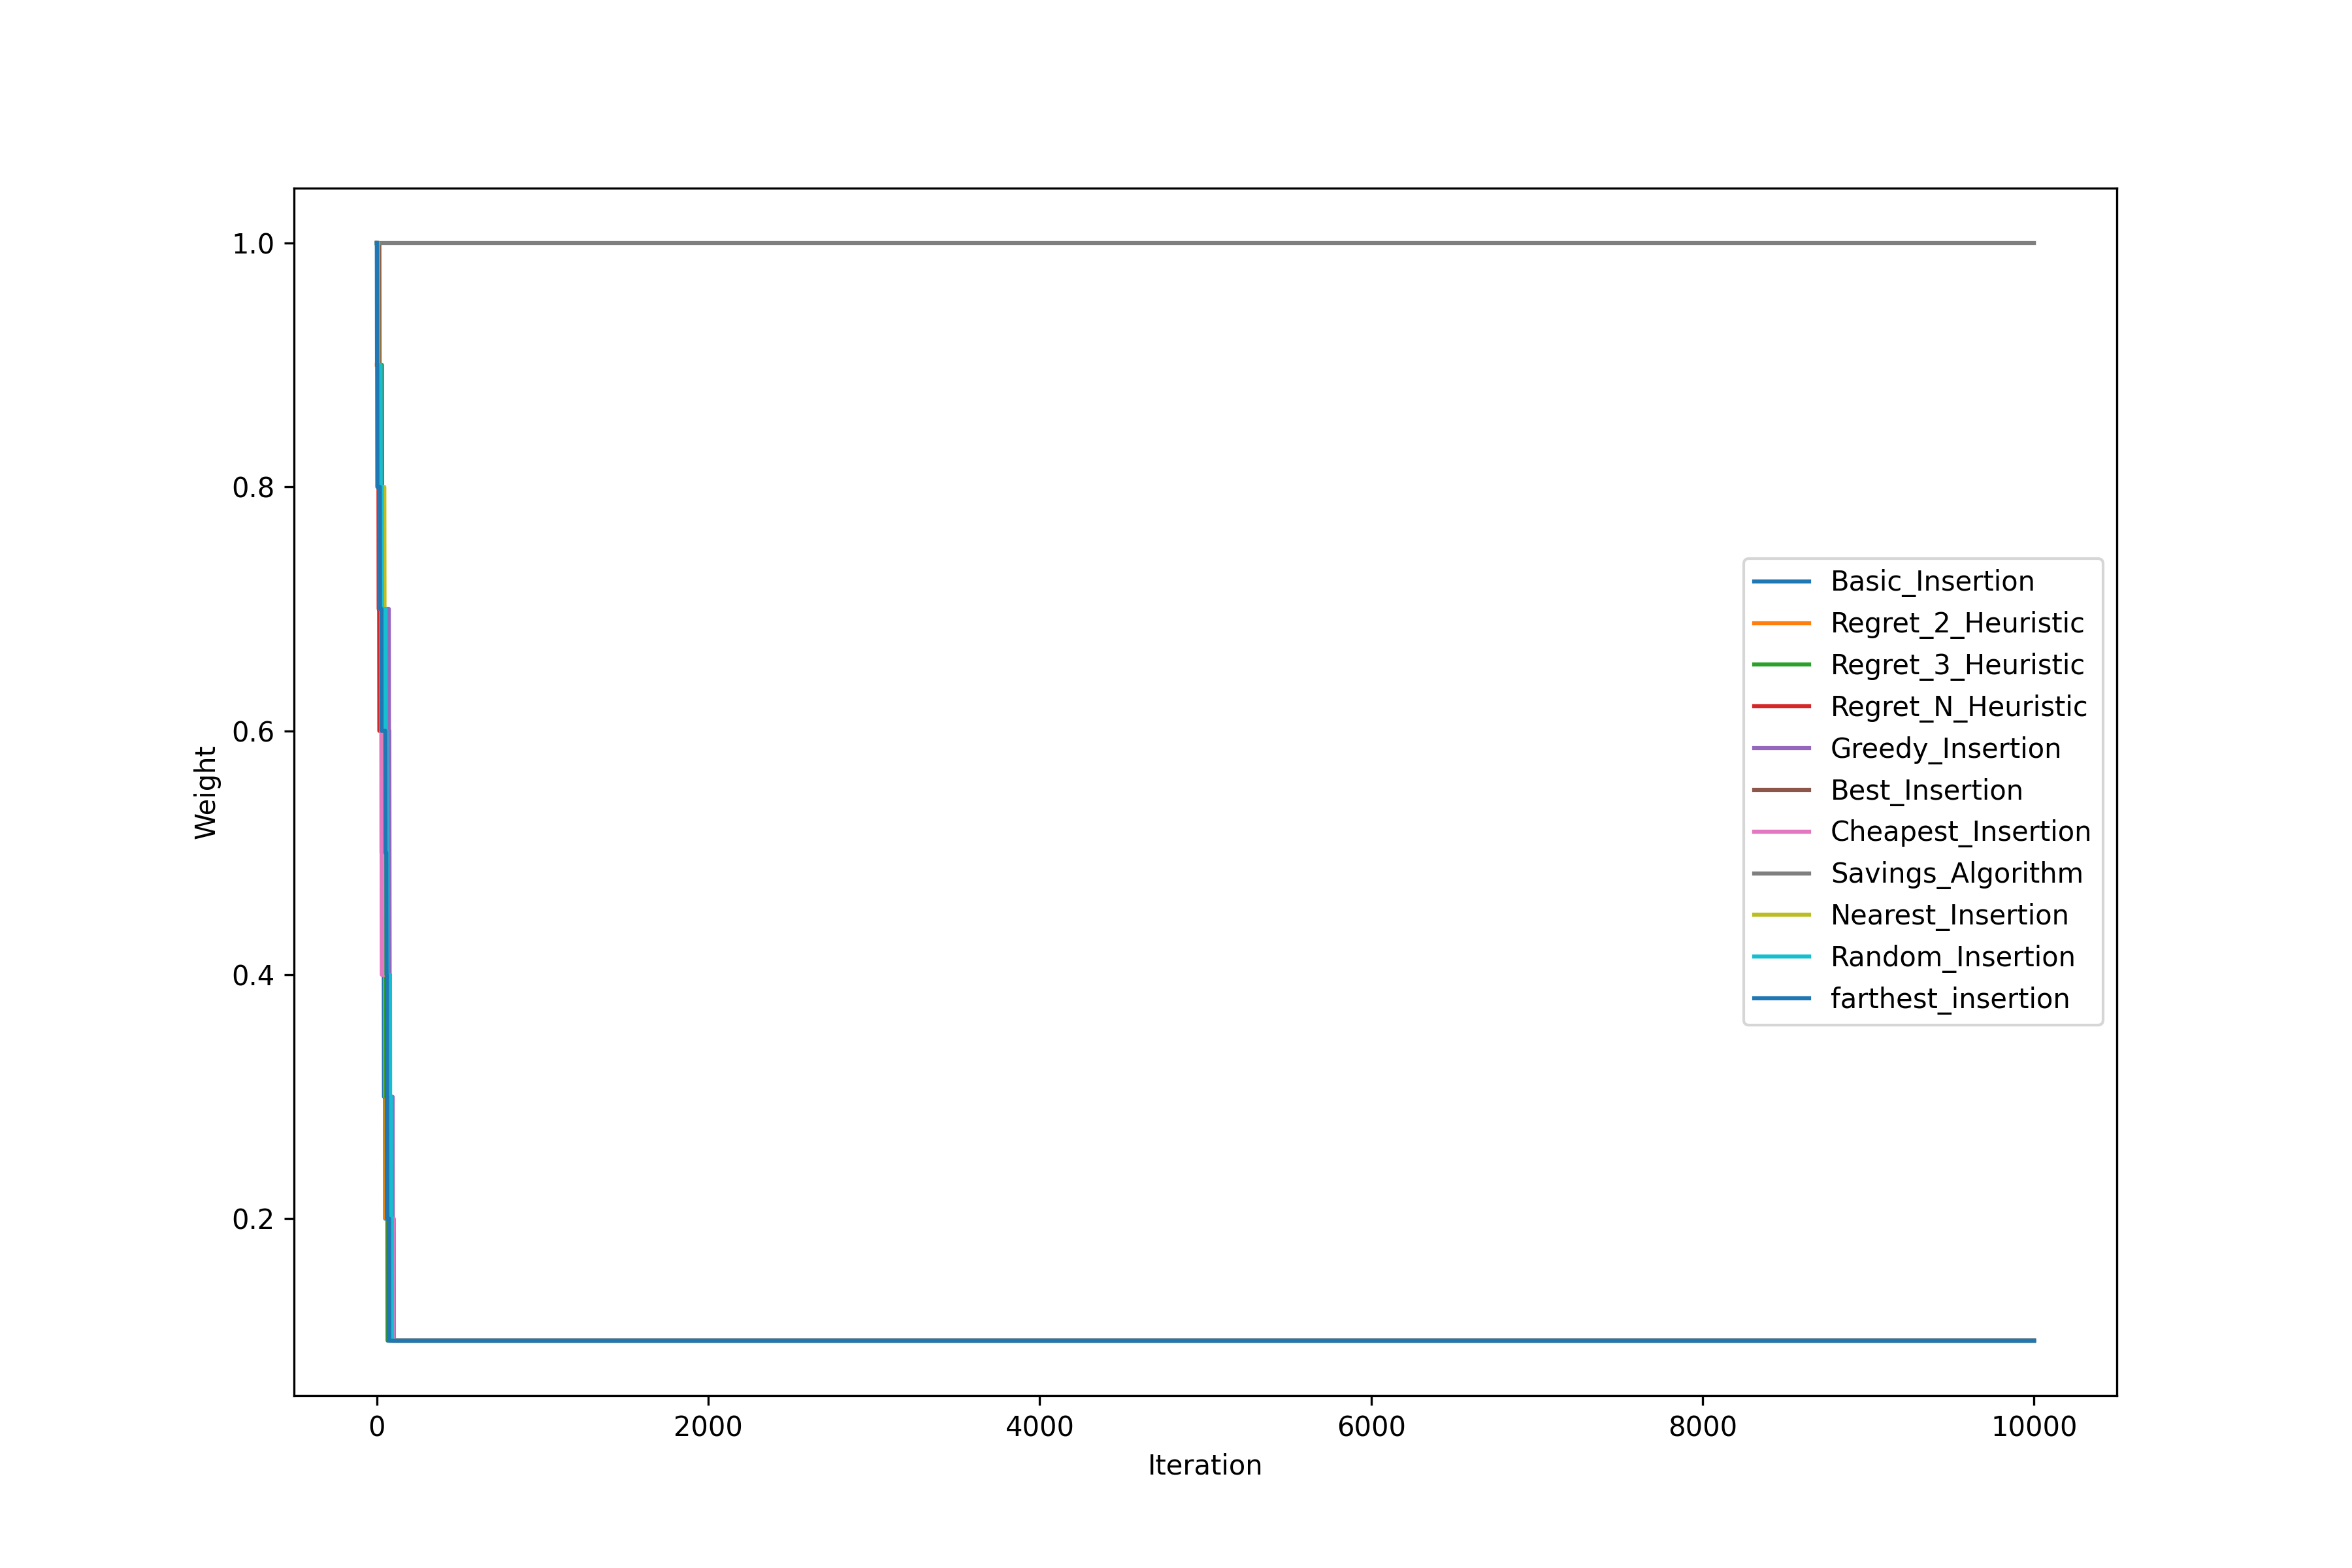 1.0
0.8
0.6
0.4
0.2
Weight
0
2000
4000
6000
8000
10000
Iteration
Basic_Insertion
Regret_2_Heuristic
Regret_3_Heuristic
Regret_N_Heuristic
Greedy_Insertion
Best_Insertion
Cheapest_Insertion
Savings_Algorithm
Nearest_Insertion
Random_Insertion
farthest_insertion